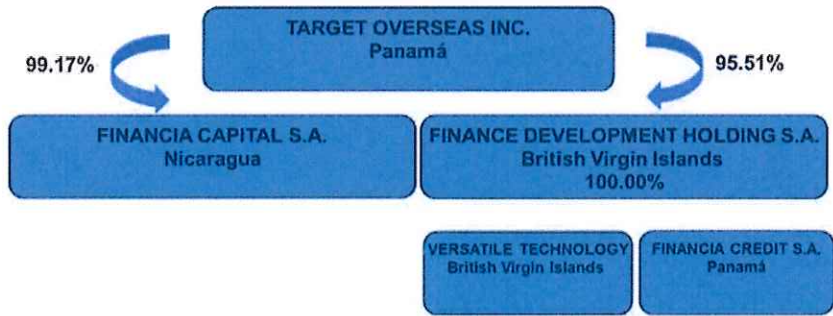 TARGET OVERSEAS INC.
Panamá
99.17%
95.51%
FINANCIA CAPITAL S.A.
Nicaragua
FINANCE DEVELOPMENT HOLDING S.A.
British Virgin Islands
100.00%
VERSATILE TECHNOLOGY
British Virgin Islands
FINANCIA CREDIT S.A.
Panamá